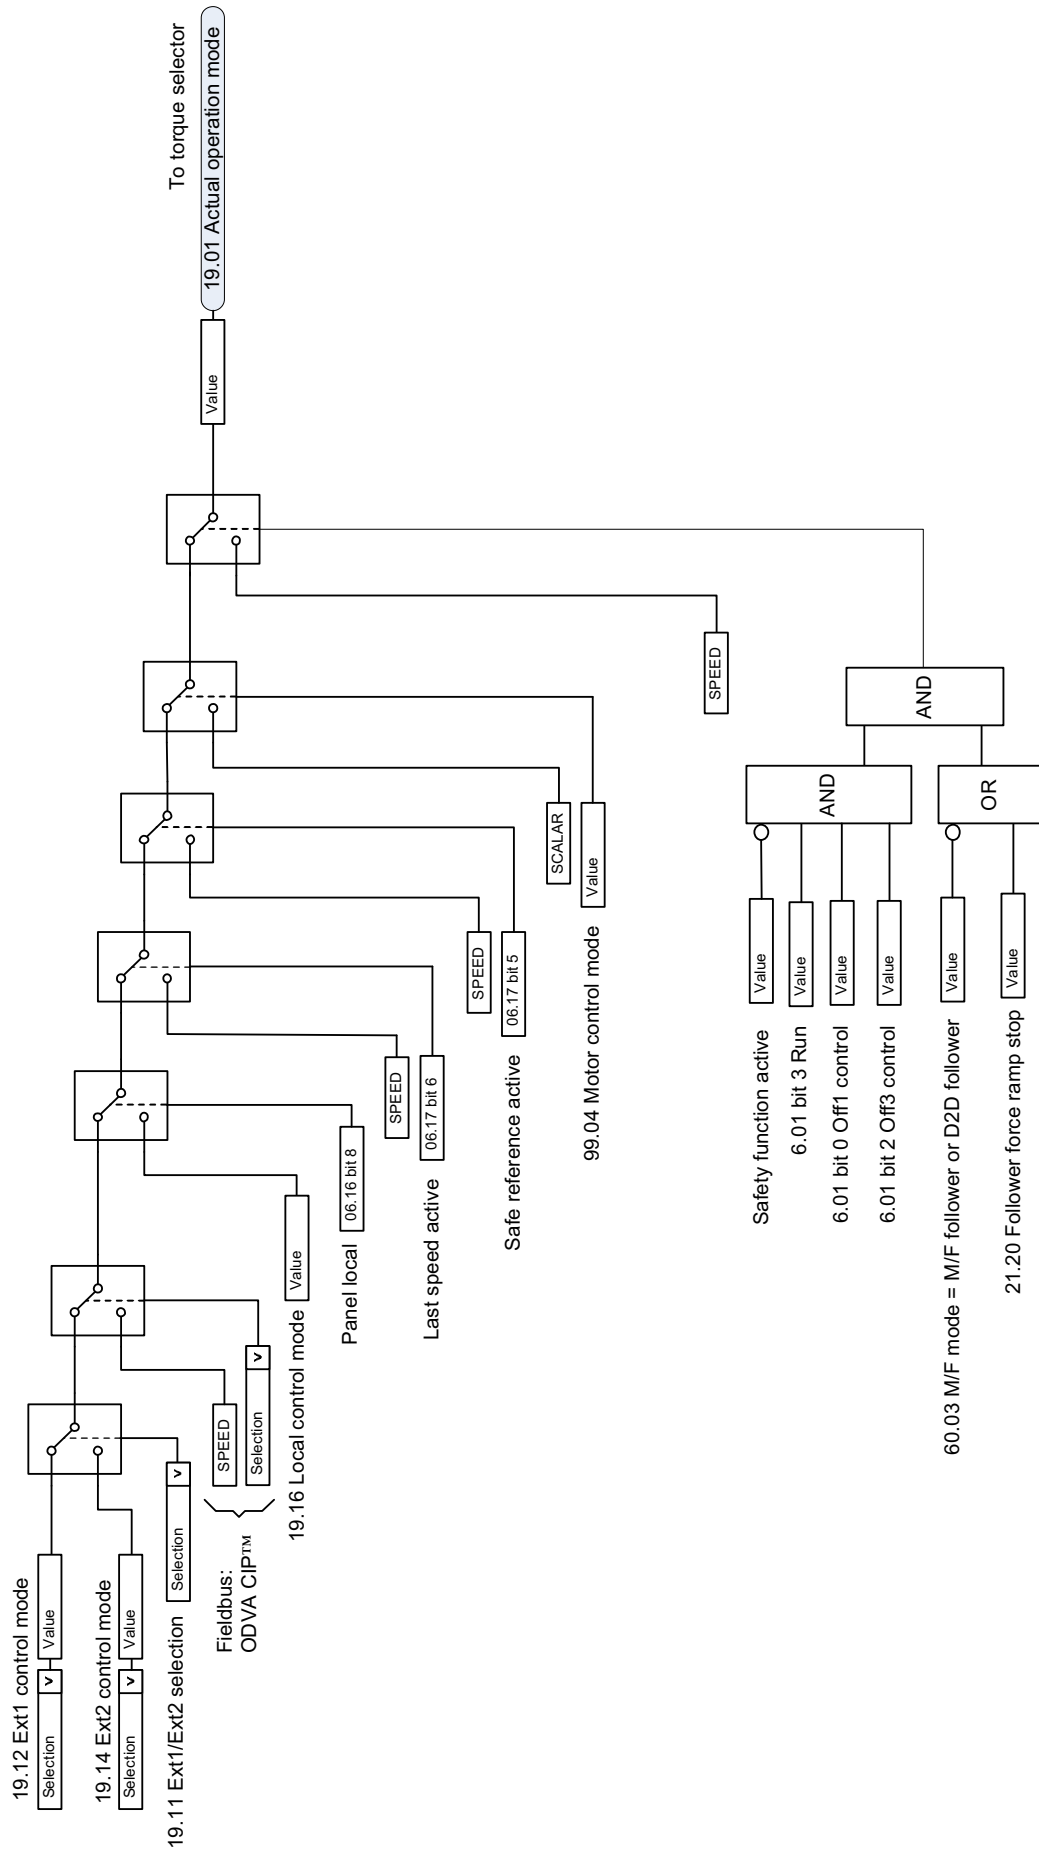 19.12 Ext1 control mode
Selection
v
Value
19.14 Ext2 control mode
Selection
v
Value
19.11 Ext1/Ext2 selection
Selection
v
Fieldbus:
ODVA CIP™
SPEED
Selection
v
19.16 Local control mode
Value
Panel local
06.16 bit 8
SPEED
Last speed active
06.17 bit 6
SPEED
Safe reference active
06.17 bit 5
SCALAR
99.04 Motor control mode
Value
SPEED
Safety function active
Value
6.01 bit 3 Run
Value
6.01 bit 0 Off1 control
Value
6.01 bit 2 Off3 control
Value
60.03 M/F mode = M/F follower or D2D follower
Value
21.20 Follower force ramp stop
Value
AND
OR
AND
Value
To torque selector
19.01 Actual operation mode